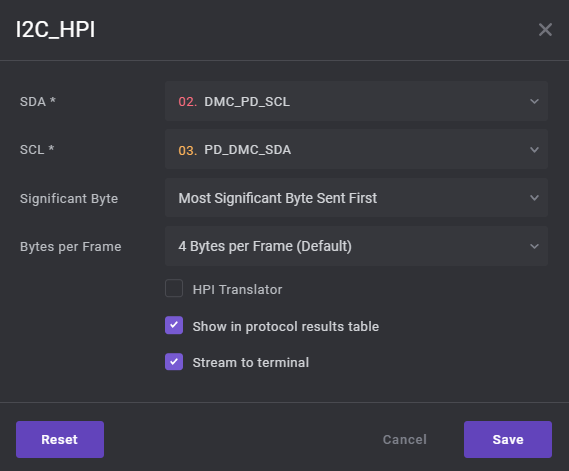 I2C_HPI
SDA * 02. DMC_PD_SCL
SCL * 03. PD_DMC_SDA
Significant Byte Most Significant Byte Sent First
Bytes per Frame 4 Bytes per Frame (Default)
HPI Translator
Show in protocol results table
Stream to terminal
Reset Cancel Save